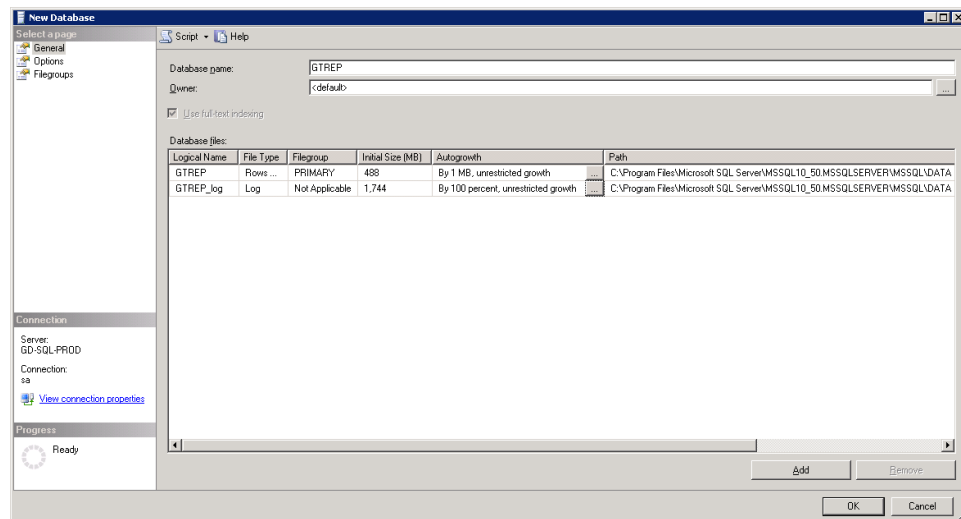 New Database
Select a page
General
Options
Filegroups
Script
Help
Database name:
GTREP
Owner:
<default>
...
Use full-text indexing
Database files:
Logical Name File Type Filegroup Initial Size (MB) Autogrowth Path
GTREP Rows ... PRIMARY 488 By 1 MB, unrestricted growth ... C:\Program Files\Microsoft SQL Server\MSSQL10_50.MSSQLSERVER\MSSQL\DATA
GTREP_log Log Not Applicable 1,744 By 100 percent, unrestricted growth ... C:\Program Files\Microsoft SQL Server\MSSQL10_50.MSSQLSERVER\MSSQL\DATA
Connection
Server:
GD-SQL-PROD
Connection:
sa
View connection properties
Progress
Ready
Add
Remove
OK
Cancel